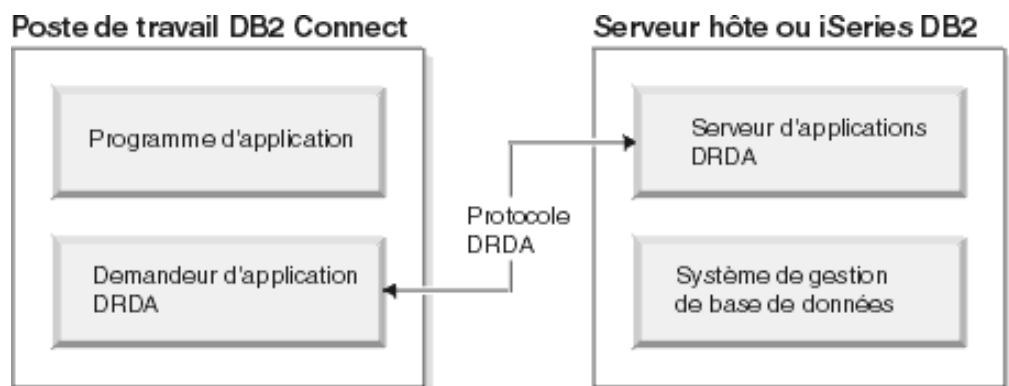 Poste de travail DB2 Connect
Programme d'application
Demandeur d'application
DRDA
Protocole
DRDA
Serveur hôte ou iSeries DB2
Serveur d'applications
DRDA
Système de gestion
de base de données